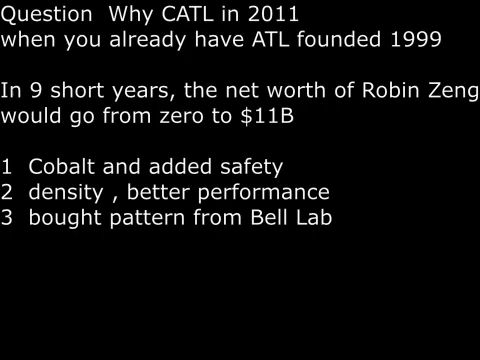 Question  Why CATL in 2011
when you already have ATL founded 1999
In 9 short years, the net worth of Robin Zeng
would go from zero to $11B
1  Cobalt and added safety
2  density , better performance
3  bought pattern from Bell Lab